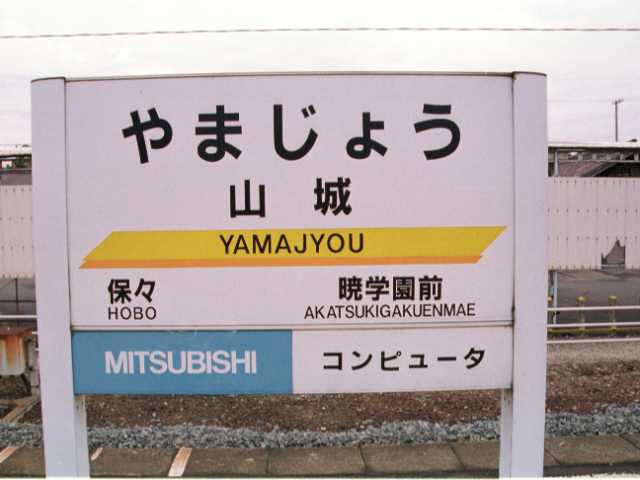 やまじょう
山城
YAMAJYOU
保々 暁学園前
HOBO AKATSUKIGAKUENMAE
MITSUBISHI コンピュータ